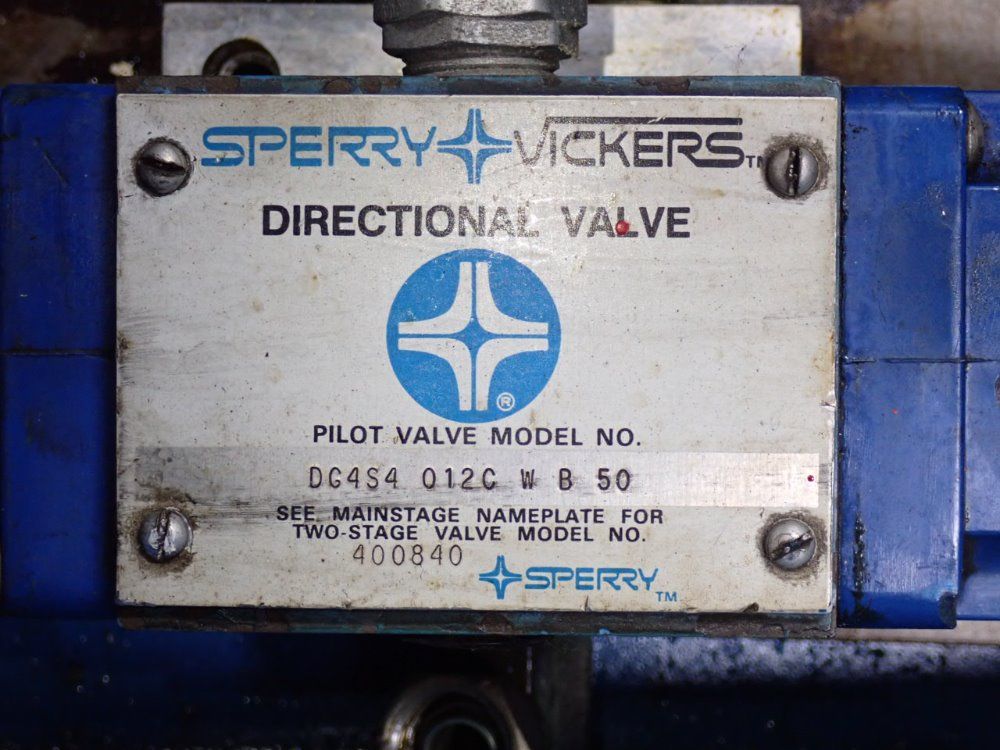 SPERRY VICKERS TM
DIRECTIONAL VALVE
®
PILOT VALVE MODEL NO.
DG4S4 012C W B 50
SEE MAINSTAGE NAMEPLATE FOR
TWO-STAGE VALVE MODEL NO.
400840
SPERRY TM